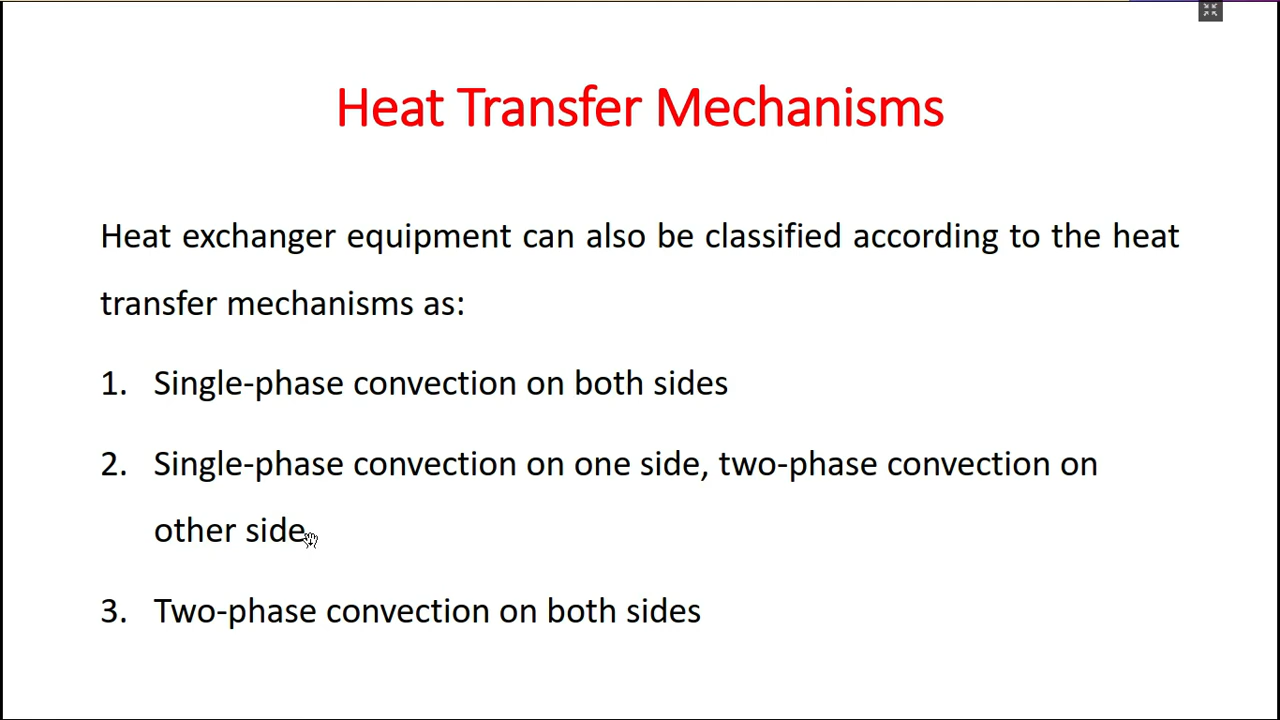 Heat Transfer Mechanisms
Heat exchanger equipment can also be classified according to the heat
transfer mechanisms as:
1. Single-phase convection on both sides
2. Single-phase convection on one side, two-phase convection on
other side
3. Two-phase convection on both sides